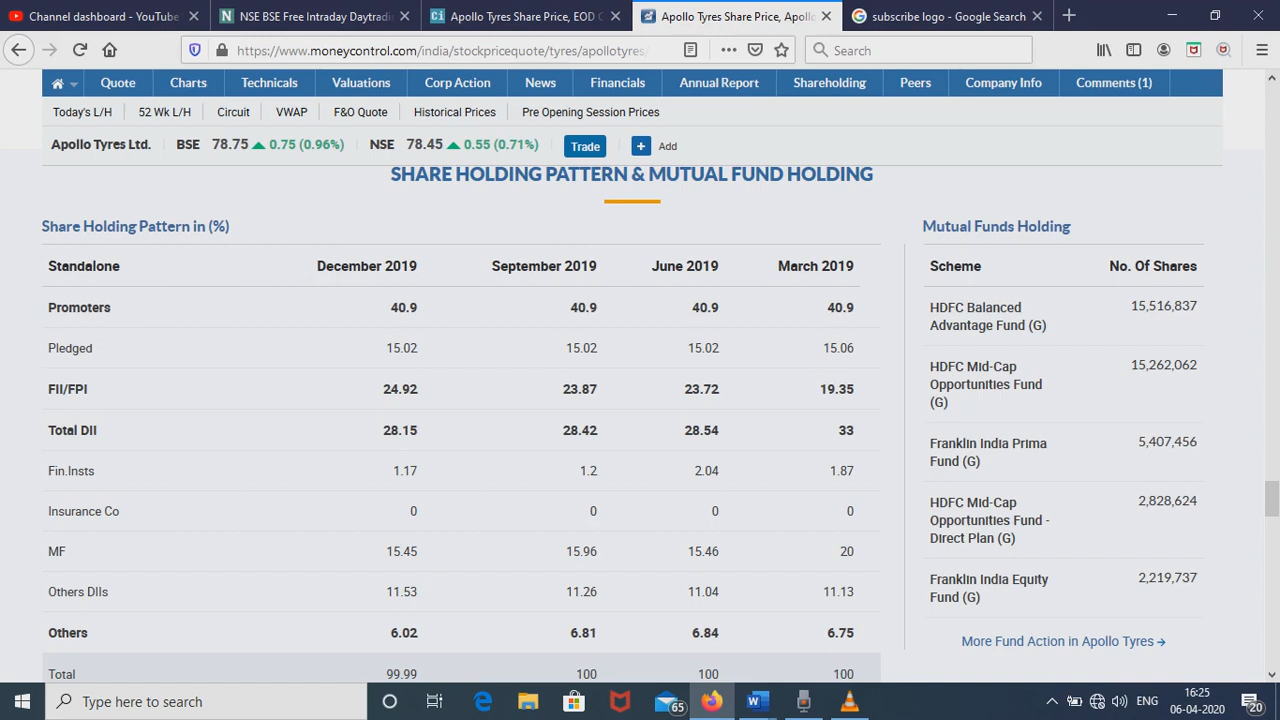 Channel dashboard - YouTube
NSE BSE Free Intraday Daytradi
Apollo Tyres Share Price, EOD C
Apollo Tyres Share Price, Apollo
subscribe logo - Google Search
https://www.moneycontrol.com/india/stockpricequote/tyres/apollotyres/
Search
Quote Charts Technicals Valuations Corp Action News Financials Annual Report Shareholding Peers Company Info Comments (1)
Today's L/H 52 Wk L/H Circuit VWAP F&O Quote Historical Prices Pre Opening Session Prices
Apollo Tyres Ltd. BSE 78.75 0.75 (0.96%) NSE 78.45 0.55 (0.71%) Trade + Add
SHARE HOLDING PATTERN & MUTUAL FUND HOLDING
Share Holding Pattern in (%)
Standalone December 2019 September 2019 June 2019 March 2019
Promoters 40.9 40.9 40.9 40.9
Pledged 15.02 15.02 15.02 15.06
FII/FPI 24.92 23.87 23.72 19.35
Total DII 28.15 28.42 28.54 33
Fin.Insts 1.17 1.2 2.04 1.87
Insurance Co 0 0 0 0
MF 15.45 15.96 15.46 20
Others DIIs 11.53 11.26 11.04 11.13
Others 6.02 6.81 6.84 6.75
Total 99.99 100 100 100
Mutual Funds Holding
Scheme No. Of Shares
HDFC Balanced 15,516,837
Advantage Fund (G)
HDFC Mid-Cap 15,262,062
Opportunities Fund
(G)
Franklin India Prima 5,407,456
Fund (G)
HDFC Mid-Cap 2,828,624
Opportunities Fund -
Direct Plan (G)
Franklin India Equity 2,219,737
Fund (G)
More Fund Action in Apollo Tyres
Type here to search
65
ENG
16:25
06-04-2020
20